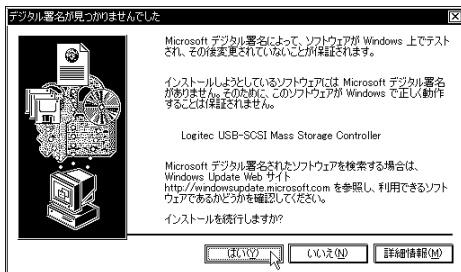 デジタル署名が見つかりませんでした
Microsoft デジタル署名によって、ソフトウェアが Windows 上でテスト
され、その後変更されていないことが保証されます。
インストールしようとしているソフトウェアには Microsoft デジタル署名
がありません。そのために、このソフトウェアが Windows で正しく動作
することは保証されません。
Logitec USB-SCSI Mass Storage Controller
Microsoft デジタル署名されたソフトウェアを検索する場合は、
Windows Update Web サイト
http://windowsupdate.microsoft.com を参照し、利用できるソフト
ウェアであるかどうかを確認してください。
インストールを続行しますか?
はい(Y) いいえ(N) 詳細情報(M)